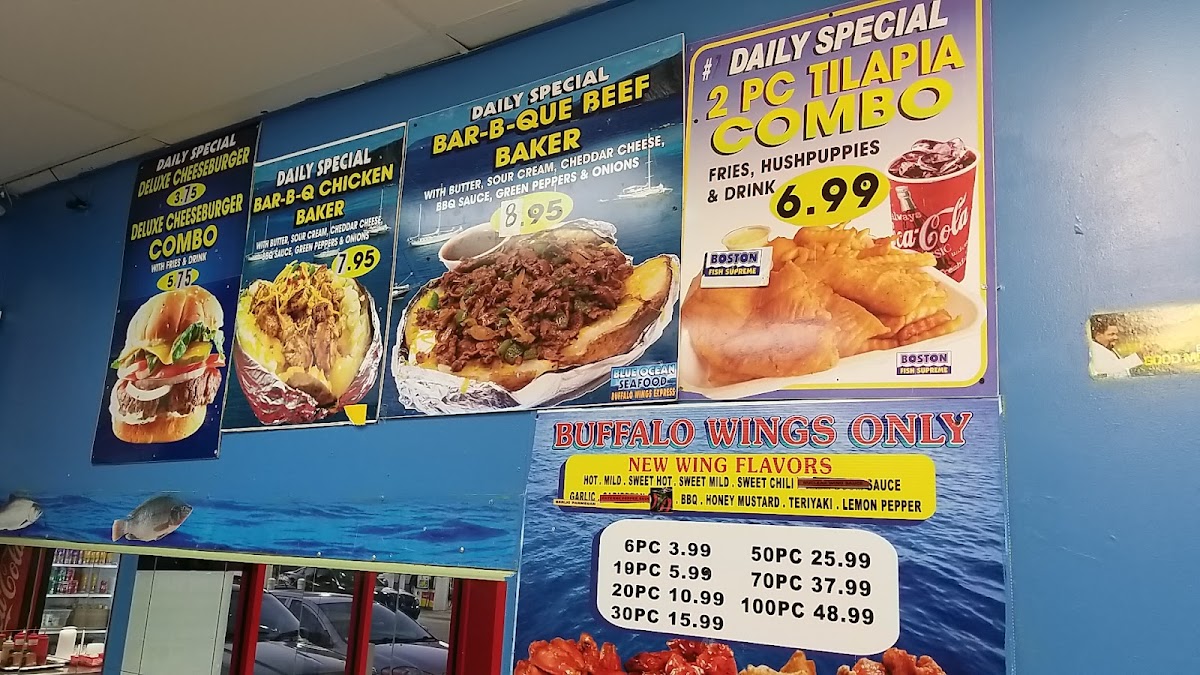 DAILY SPECIAL
DELUXE CHEESEBURGER
3.75
DELUXE CHEESEBURGER
COMBO
WITH FRIES & DRINK
5.75
DAILY SPECIAL
BAR-B-Q CHICKEN
BAKER
WITH BUTTER, SOUR CREAM, CHEDDAR CHEESE,
BBQ SAUCE, GREEN PEPPERS & ONIONS
7.95
DAILY SPECIAL
BAR-B-QUE BEEF
BAKER
WITH BUTTER, SOUR CREAM, CHEDDAR CHEESE,
BBQ SAUCE, GREEN PEPPERS & ONIONS
8.95
BLUE OCEAN
SEAFOOD
BUFFALO WINGS EXPRESS
#7 DAILY SPECIAL
2 PC TILAPIA
COMBO
FRIES, HUSHPUPPIES
& DRINK 6.99
always
Coca-Cola
BOSTON
FISH SUPREME
BOSTON
FISH SUPREME
GOOD
BUFFALO WINGS ONLY
NEW WING FLAVORS
HOT . MILD . SWEET HOT . SWEET MILD . SWEET CHILI SAUCE
GARLIC . BBQ . HONEY MUSTARD . TERIYAKI . LEMON PEPPER
GARLIC PARMESAN
6PC 3.99
19PC 5.99
20PC 10.99
30PC 15.99
50PC 25.99
70PC 37.99
100PC 48.99